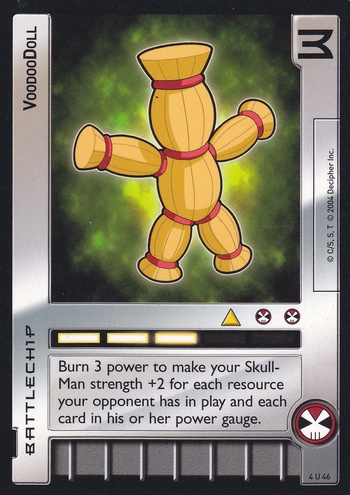 VOODOODOLL
© C/S, S, T © 2004 Decipher Inc.
BATTLECHIP
Burn 3 power to make your Skull-
Man strength +2 for each resource
your opponent has in play and each
card in his or her power gauge.
4 U 46